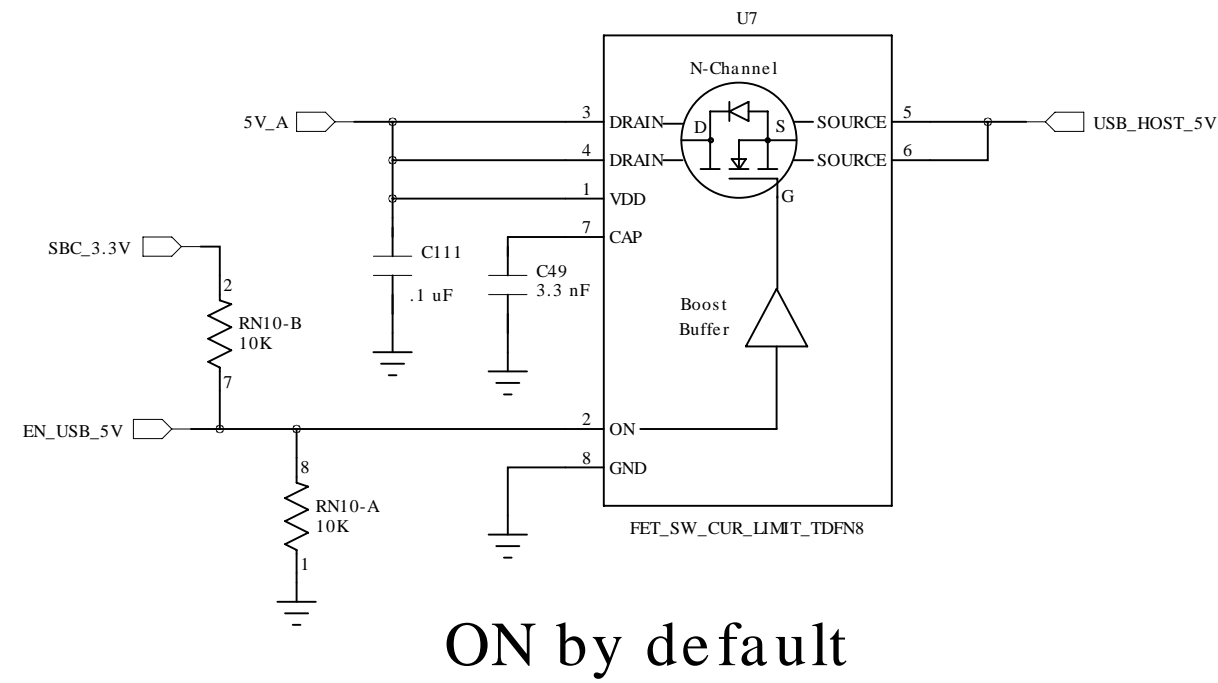 U7
N-Channel
5V_A
3
DRAIN
D
S
SOURCE
5
USB_HOST_5V
4
DRAIN
SOURCE
6
1
VDD
G
7
CAP
SBC_3.3V
C111
.1 uF
C49
3.3 nF
2
RN10-B
10K
7
Boost
Buffer
EN_USB_5V
2
ON
8
GND
8
RN10-A
10K
1
FET_SW_CUR_LIMIT_TDFN8
ON by default